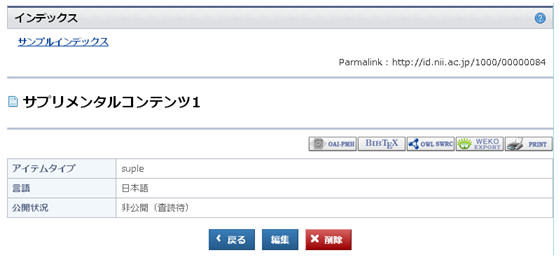 インデックス
サンプルインデックス
Parmalink : http://id.nii.ac.jp/1000/00000084
サプリメンタルコンテンツ1
OAI-PMH BIBTEX OWL SWRC WEKO EXPORT PRINT
アイテムタイプ suple
言語 日本語
公開状況 非公開（査読待）
戻る 編集 削除